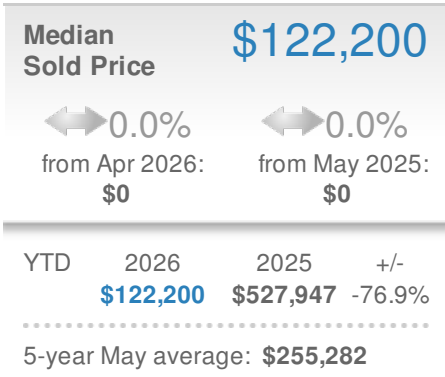 Median $122,200
Sold Price
0.0% 0.0%
from Apr 2026: from May 2025:
$0 $0
YTD 2026 2025 +/-
$122,200 $527,947 -76.9%
5-year May average: $255,282